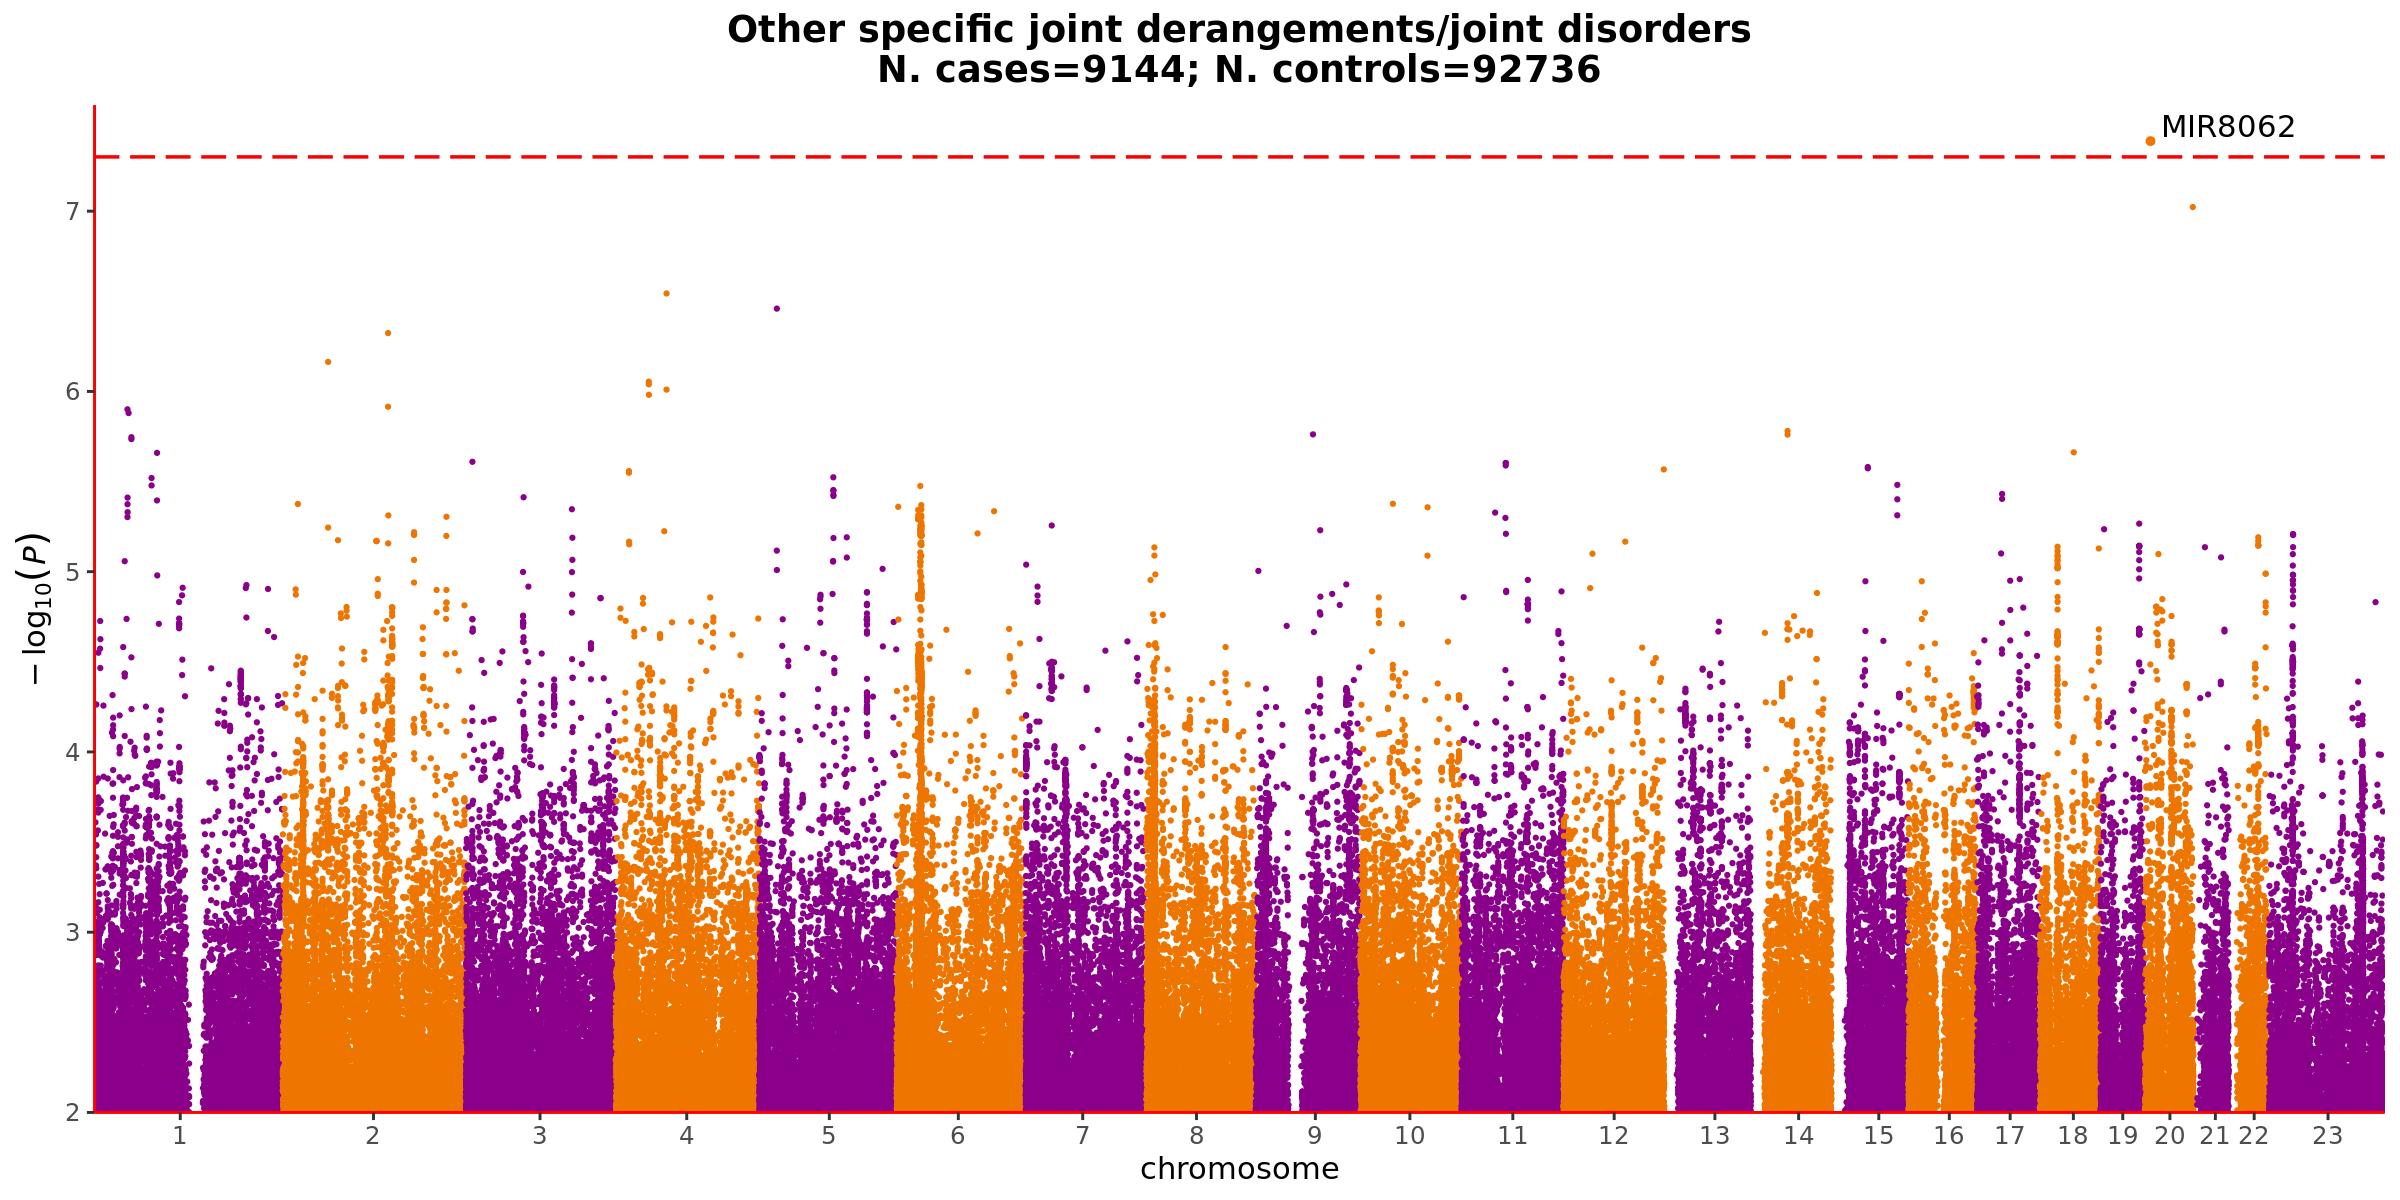 Other specific joint derangements/joint disorders
N. cases=9144; N. controls=92736
MIR8062
7
6
5
4
3
2
−log10(P)
1 2 3 4 5 6 7 8 9 10 11 12 13 14 15 16 17 18 19 20 21 22 23
chromosome